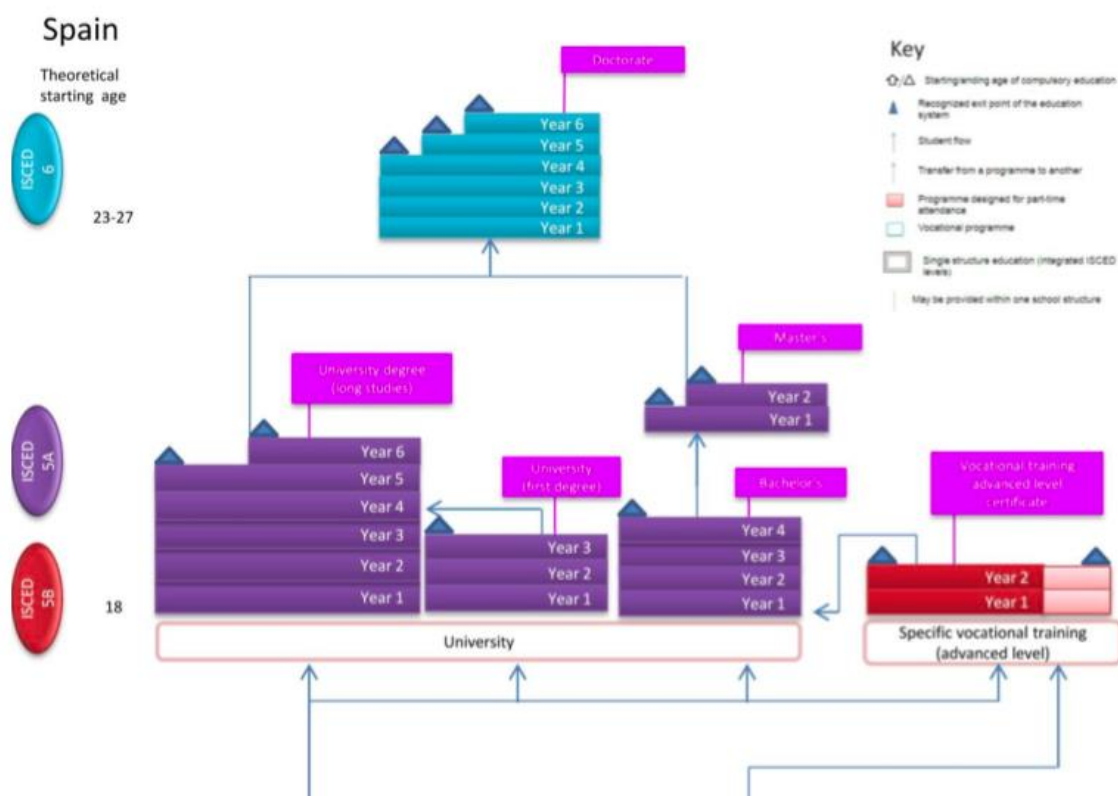 Spain
Theoretical
starting age
Key
Starting/ending age of compulsory education
Recognized exit point of the education
system
Student flow
Transfer from a programme to another
Programme designed for part-time
attendance
Vocational programme
Single structure education (integrated ISCED
levels)
May be provided within one school structure
ISCED
6
23-27
Doctorate
Year 6
Year 5
Year 4
Year 3
Year 2
Year 1
Master's
Year 2
Year 1
ISCED
5A
University degree
(long studies)
Year 6
Year 5
Year 4
Year 3
Year 2
Year 1
University
(first degree)
Year 3
Year 2
Year 1
Bachelor's
Year 4
Year 3
Year 2
Year 1
Vocational training
advanced level
certificate
Year 2
Year 1
ISCED
5B
18
University
Specific vocational training
(advanced level)